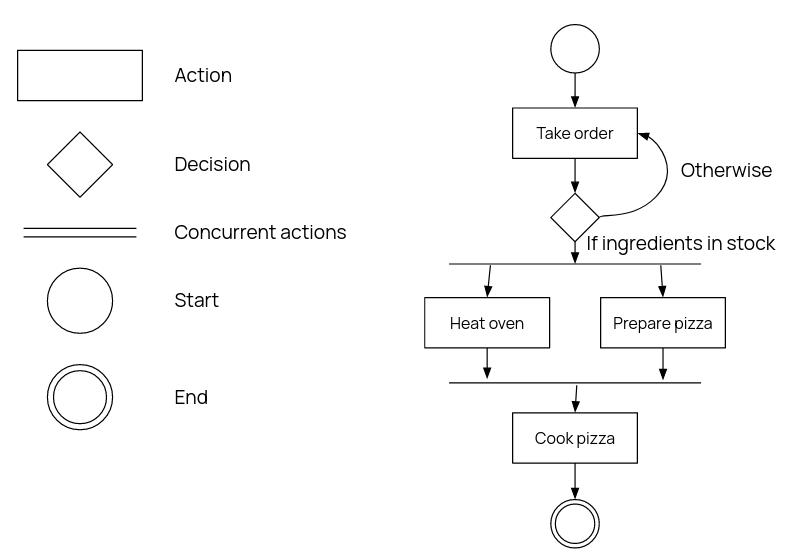 Action
Decision
Concurrent actions
Start
End
Take order
Otherwise
If ingredients in stock
Heat oven
Prepare pizza
Cook pizza